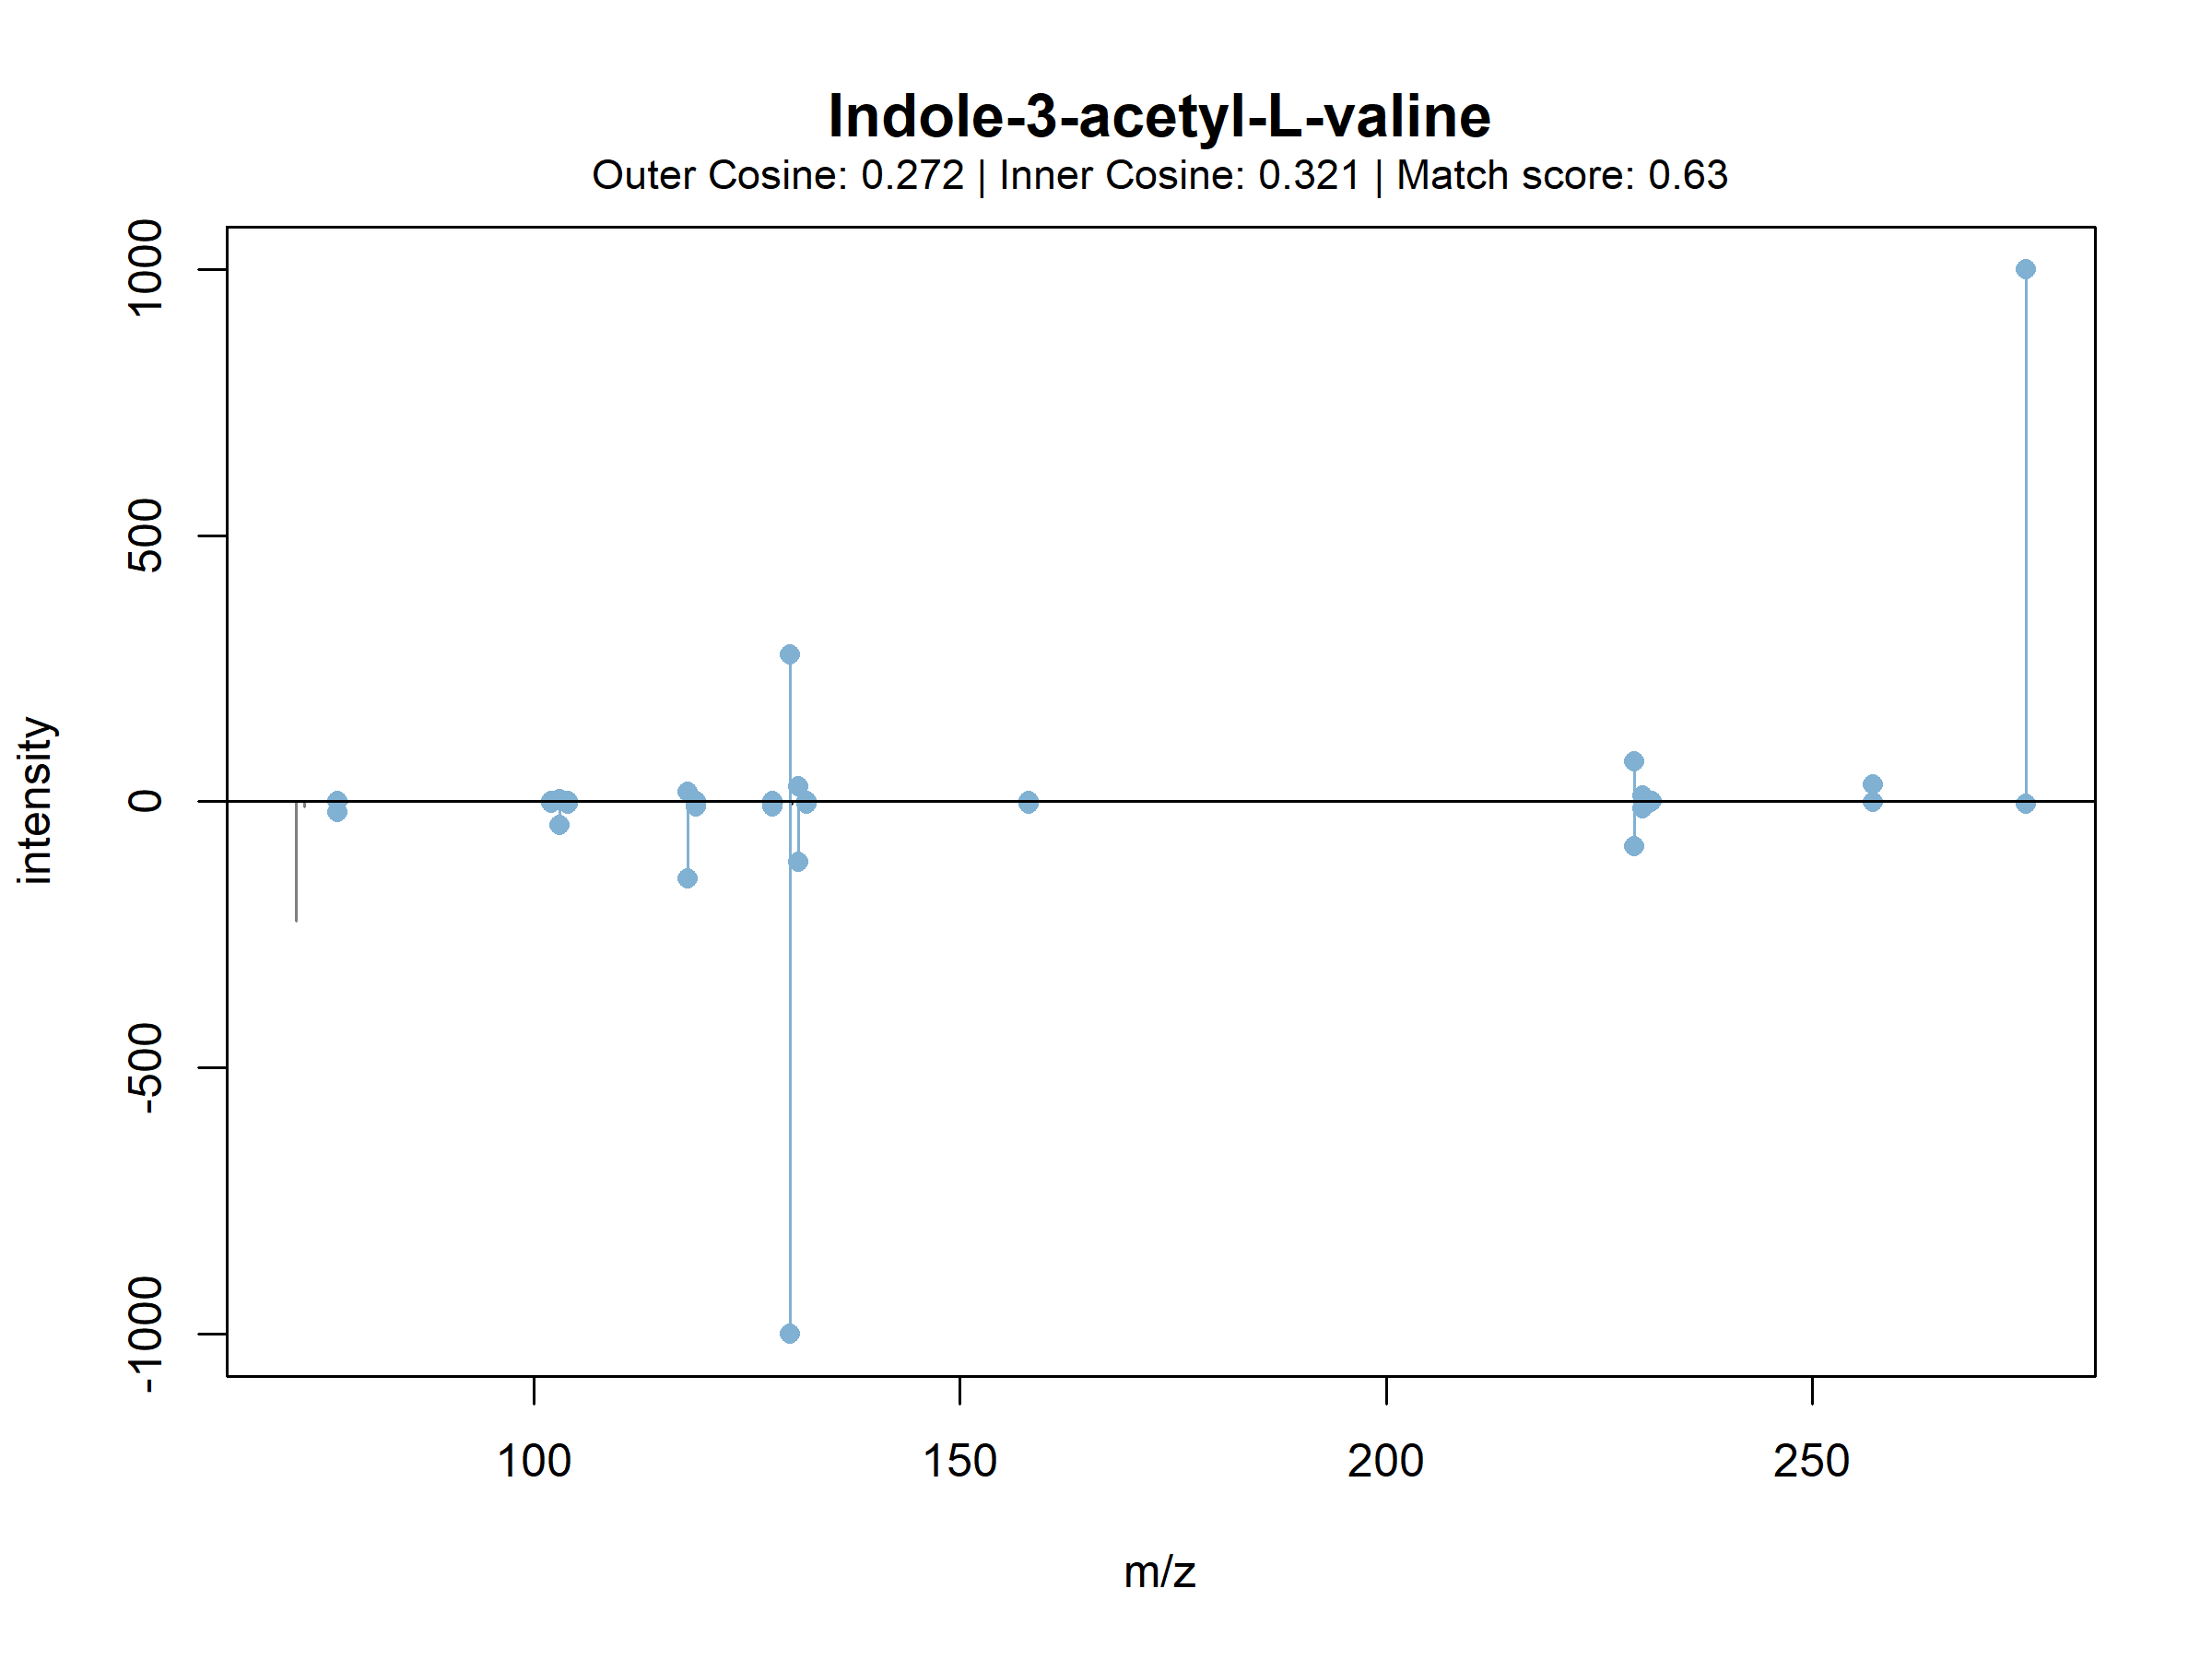 Indole-3-acetyl-L-valine
Outer Cosine: 0.272 | Inner Cosine: 0.321 | Match score: 0.63
1000
500
0
-500
-1000
intensity
100 150 200 250
m/z